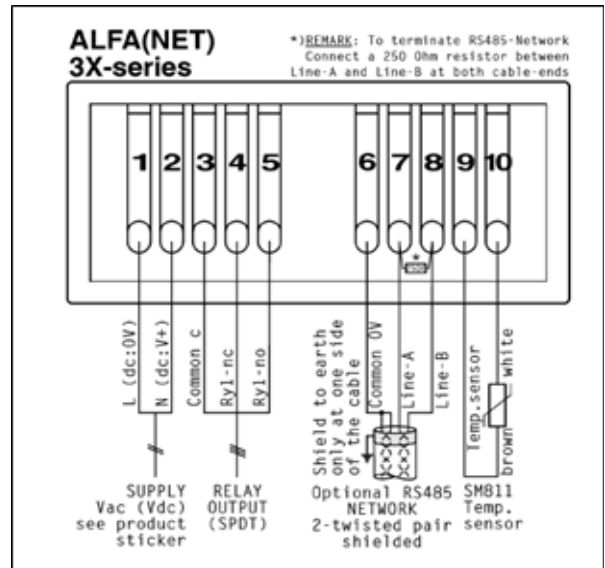 ALFA(NET)
3X-series
*)REMARK: To terminate RS485-Network
Connect a 250 Ohm resistor between
Line-A and Line-B at both cable-ends
1 2 3 4 5 6 7 8 9 10
*
L (dc:0V)
N (dc:V+)
Common c
Ryl-nc
Ryl-no
Shield to earth
only at one side
of the cable
Common 0V
Line-A
Line-B
Temp.sensor
brown
white
SUPPLY
Vac (Vdc)
see product
sticker
RELAY
OUTPUT
(SPDT)
Optional RS485
NETWORK
2-twisted pair
shielded
SM811
Temp.
sensor